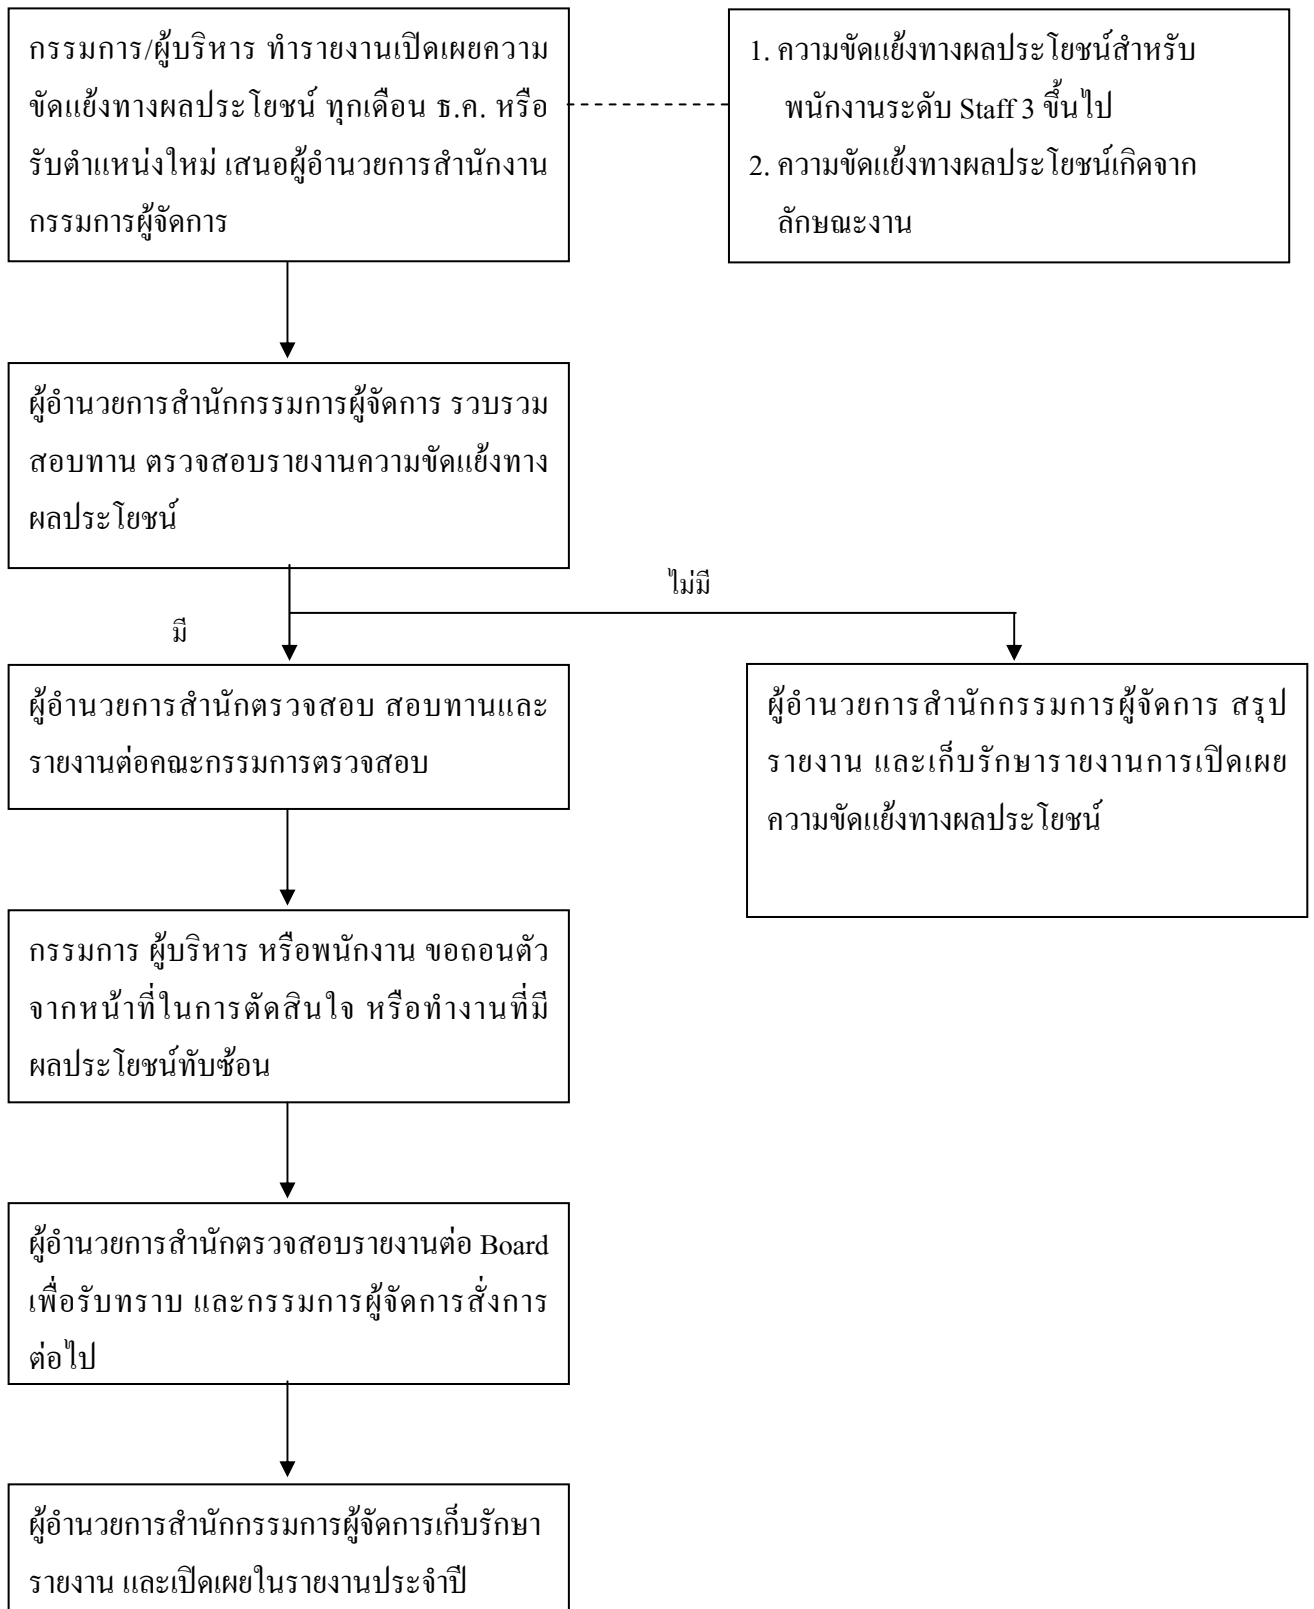 กรรมการ/ผู้บริหาร ทำรายงานเปิดเผยความ
ขัดแย้งทางผลประโยชน์ ทุกเดือน ธ.ค. หรือ
รับตำแหน่งใหม่ เสนอผู้อำนวยการสำนักงาน
กรรมการผู้จัดการ
1. ความขัดแย้งทางผลประโยชน์สำหรับ
พนักงานระดับ Staff 3 ขึ้นไป
2. ความขัดแย้งทางผลประโยชน์เกิดจาก
ลักษณะงาน
ผู้อำนวยการสำนักกรรมการผู้จัดการ รวบรวม
สอบทาน ตรวจสอบรายงานความขัดแย้งทาง
ผลประโยชน์
ไม่มี
มี
ผู้อำนวยการสำนักตรวจสอบ สอบทานและ
รายงานต่อคณะกรรมการตรวจสอบ
ผู้อำนวยการสำนักกรรมการผู้จัดการ สรุป
รายงาน และเก็บรักษารายงานการเปิดเผย
ความขัดแย้งทางผลประโยชน์
กรรมการ ผู้บริหาร หรือพนักงาน ขอถอนตัว
จากหน้าที่ในการตัดสินใจ หรือทำงานที่มี
ผลประโยชน์ทับซ้อน
ผู้อำนวยการสำนักตรวจสอบรายงานต่อ Board
เพื่อรับทราบ และกรรมการผู้จัดการสั่งการ
ต่อไป
ผู้อำนวยการสำนักกรรมการผู้จัดการเก็บรักษา
รายงาน และเปิดเผยในรายงานประจำปี